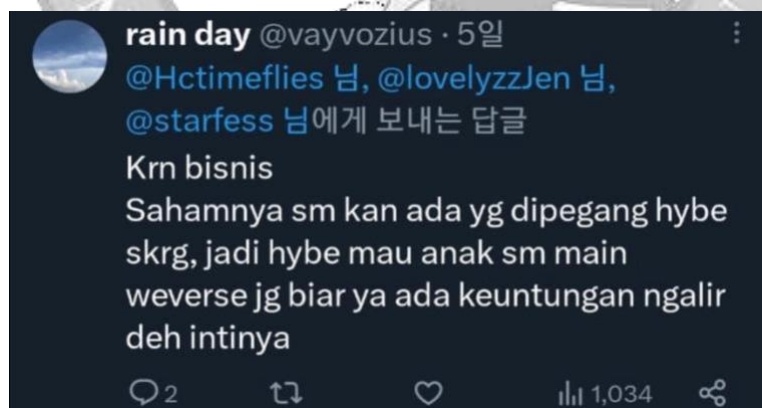 rain day @vayvozius · 5일
@Hctimeflies 님, @lovelyzzJen 님,
@starfess 님에게 보내는 답글
Krn bisnis
Sahamnya sm kan ada yg dipegang hybe
skrg, jadi hybe mau anak sm main
weverse jg biar ya ada keuntungan ngalir
deh intinya
2 1,034